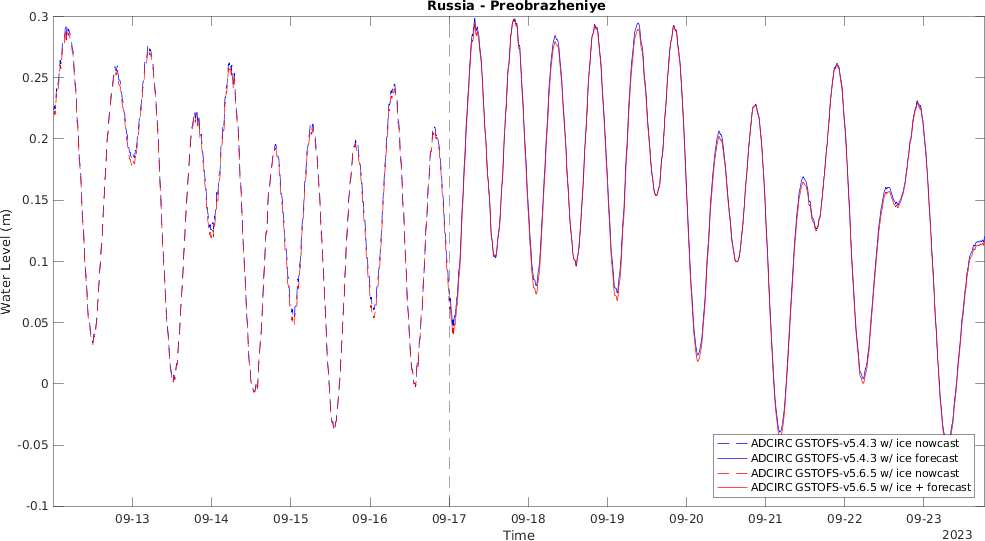 Russia - Preobrazheniye
0.3
0.25
0.2
0.15
0.1
0.05
0
-0.05
-0.1
Water Level (m)
ADCIRC GSTOFS-v5.4.3 w/ ice nowcast
ADCIRC GSTOFS-v5.4.3 w/ ice forecast
ADCIRC GSTOFS-v5.6.5 w/ ice nowcast
ADCIRC GSTOFS-v5.6.5 w/ ice + forecast
09-13 09-14 09-15 09-16 09-17 09-18 09-19 09-20 09-21 09-22 09-23
Time
2023